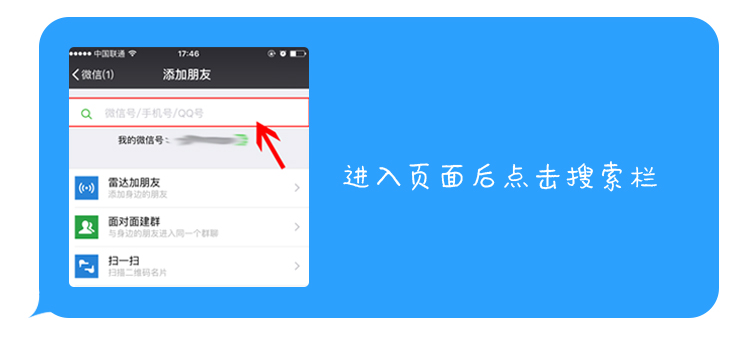 中国联通 17:46
微信(1) 添加朋友
微信号/手机号/QQ号
我的微信号:
雷达加朋友
添加身边的朋友
面对面建群
与身边的朋友进入同一个群聊
扫一扫
扫描二维码名片
进入页面后点击搜索栏